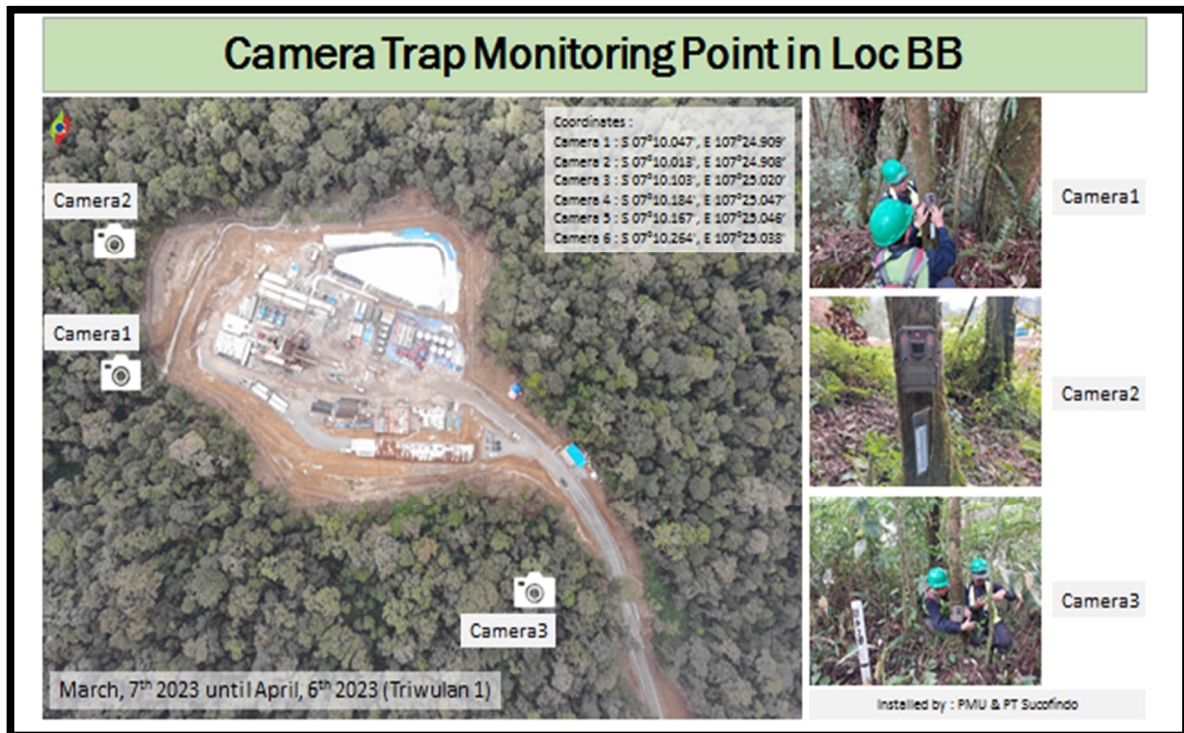 Camera Trap Monitoring Point in Loc BB
Coordinates :
Camera 1 : S 07°10.047', E 107°24.909'
Camera 2 : S 07°10.013', E 107°24.908'
Camera 3 : S 07°10.103', E 107°25.020'
Camera 4 : S 07°10.184', E 107°25.047'
Camera 5 : S 07°10.167', E 107°25.046'
Camera 6 : S 07°10.264', E 107°25.038'
Camera2
Camera1
Camera3
March, 7th 2023 until April, 6th 2023 (Triwulan 1)
Camera1
Camera2
Camera3
Installed by : PMU & PT Sucofindo